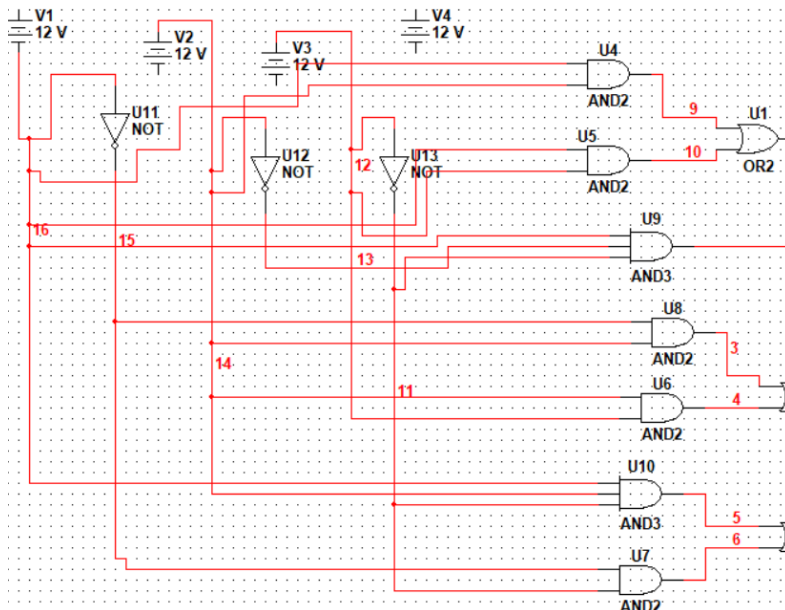 V1
12 V
V2
12 V
V3
12 V
V4
12 V
U11
NOT
U12
NOT
U13
NOT
12
U4
AND2
9
U1
OR2
U5
10
AND2
16
15
13
U9
AND3
U8
AND2
3
14
11
U6
4
AND2
U10
AND3
5
6
U7
AND2